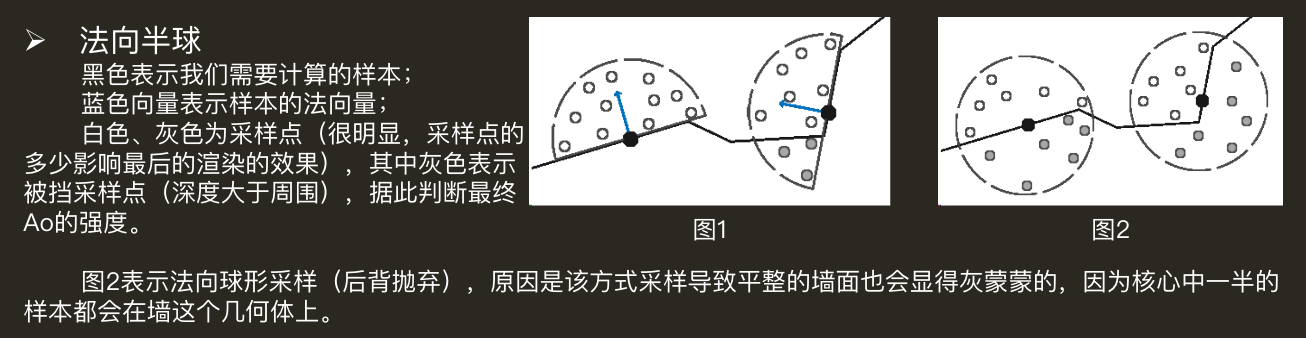 ➢ 法向半球
黑色表示我们需要计算的样本；
蓝色向量表示样本的法向量；
白色、灰色为采样点（很明显，采样点的
多少影响最后的渲染的效果），其中灰色表示
被挡采样点（深度大于周围），据此判断最终
Ao的强度。
图1
图2
图2表示法向球形采样（后背抛弃），原因是该方式采样导致平整的墙面也会显得灰蒙蒙的，因为核心中一半的
样本都会在墙这个几何体上。